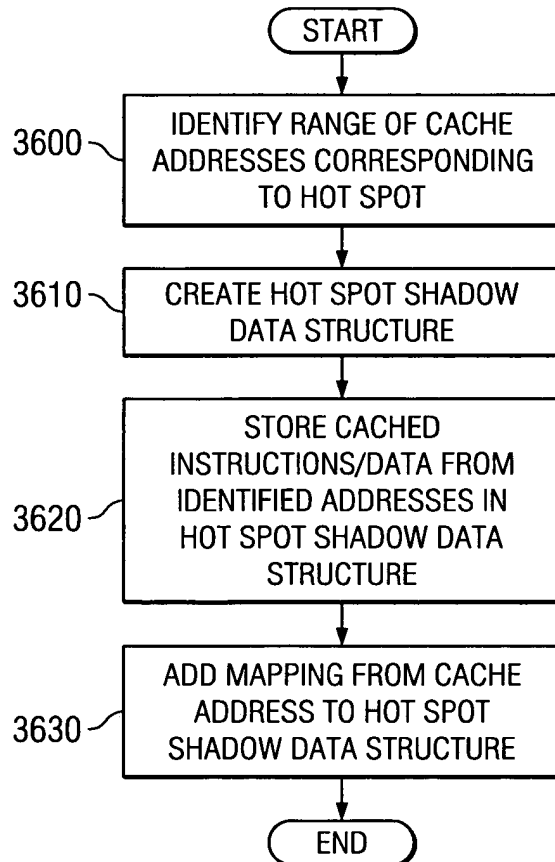 START
3600
IDENTIFY RANGE OF CACHE
ADDRESSES CORRESPONDING
TO HOT SPOT
3610
CREATE HOT SPOT SHADOW
DATA STRUCTURE
3620
STORE CACHED
INSTRUCTIONS/DATA FROM
IDENTIFIED ADDRESSES IN
HOT SPOT SHADOW DATA
STRUCTURE
3630
ADD MAPPING FROM CACHE
ADDRESS TO HOT SPOT
SHADOW DATA STRUCTURE
END